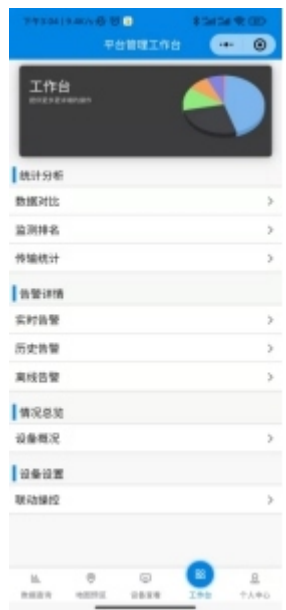 平台管理工作台
工作台
统计分析
数据对比
监测排名
传输统计
告警详情
实时告警
历史告警
离线告警
情况总览
设备概况
设备设置
联动操控
工作台
个人中心